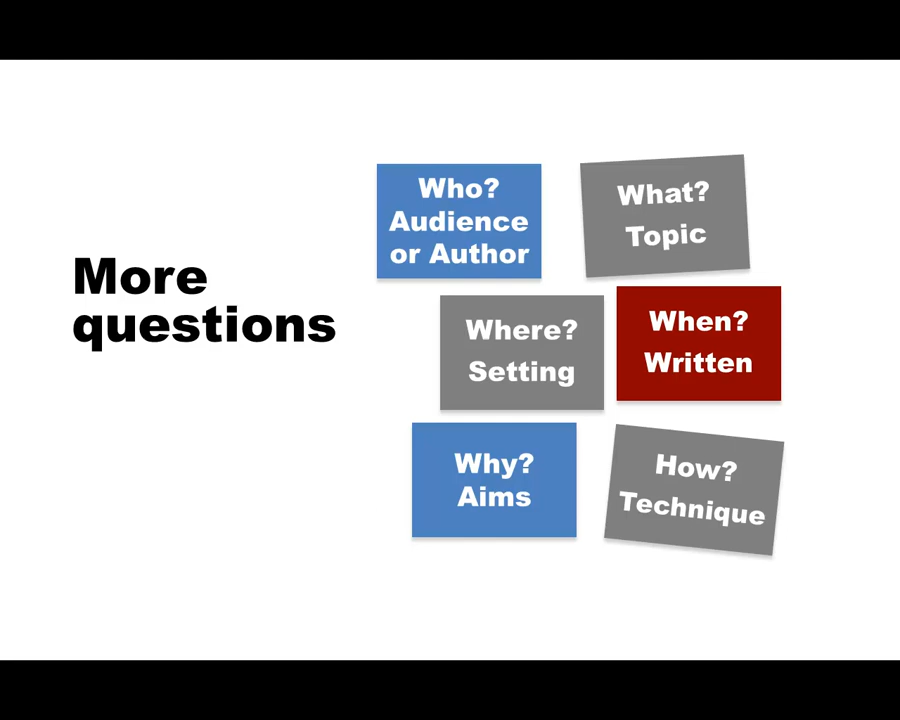 More
questions
Who?
Audience
or Author
What?
Topic
Where?
Setting
When?
Written
Why?
Aims
How?
Technique